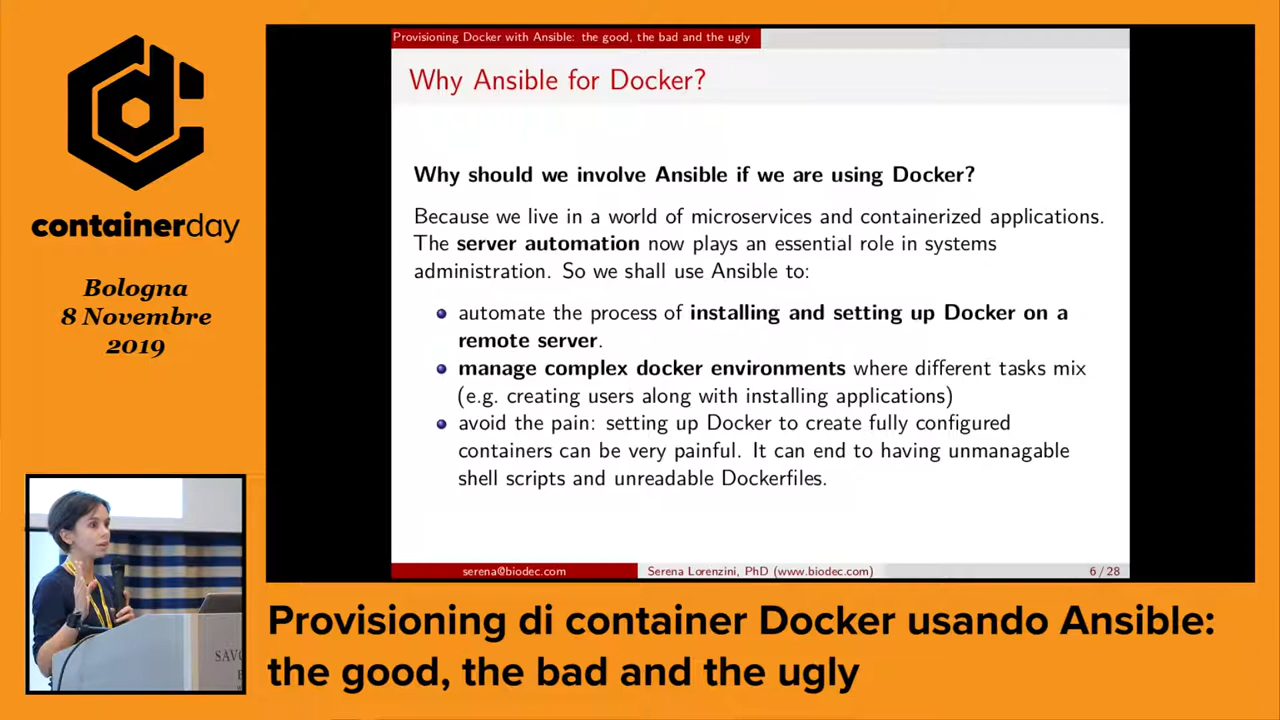 containerday
Bologna
8 Novembre
2019
Provisioning Docker with Ansible: the good, the bad and the ugly
Why Ansible for Docker?
Why should we involve Ansible if we are using Docker?
Because we live in a world of microservices and containerized applications.
The server automation now plays an essential role in systems
administration. So we shall use Ansible to:
automate the process of installing and setting up Docker on a
remote server.
manage complex docker environments where different tasks mix
(e.g. creating users along with installing applications)
avoid the pain: setting up Docker to create fully configured
containers can be very painful. It can end to having unmanagable
shell scripts and unreadable Dockerfiles.
serena@biodec.com
Serena Lorenzini, PhD (www.biodec.com)
6 / 28
Provisioning di container Docker usando Ansible:
the good, the bad and the ugly